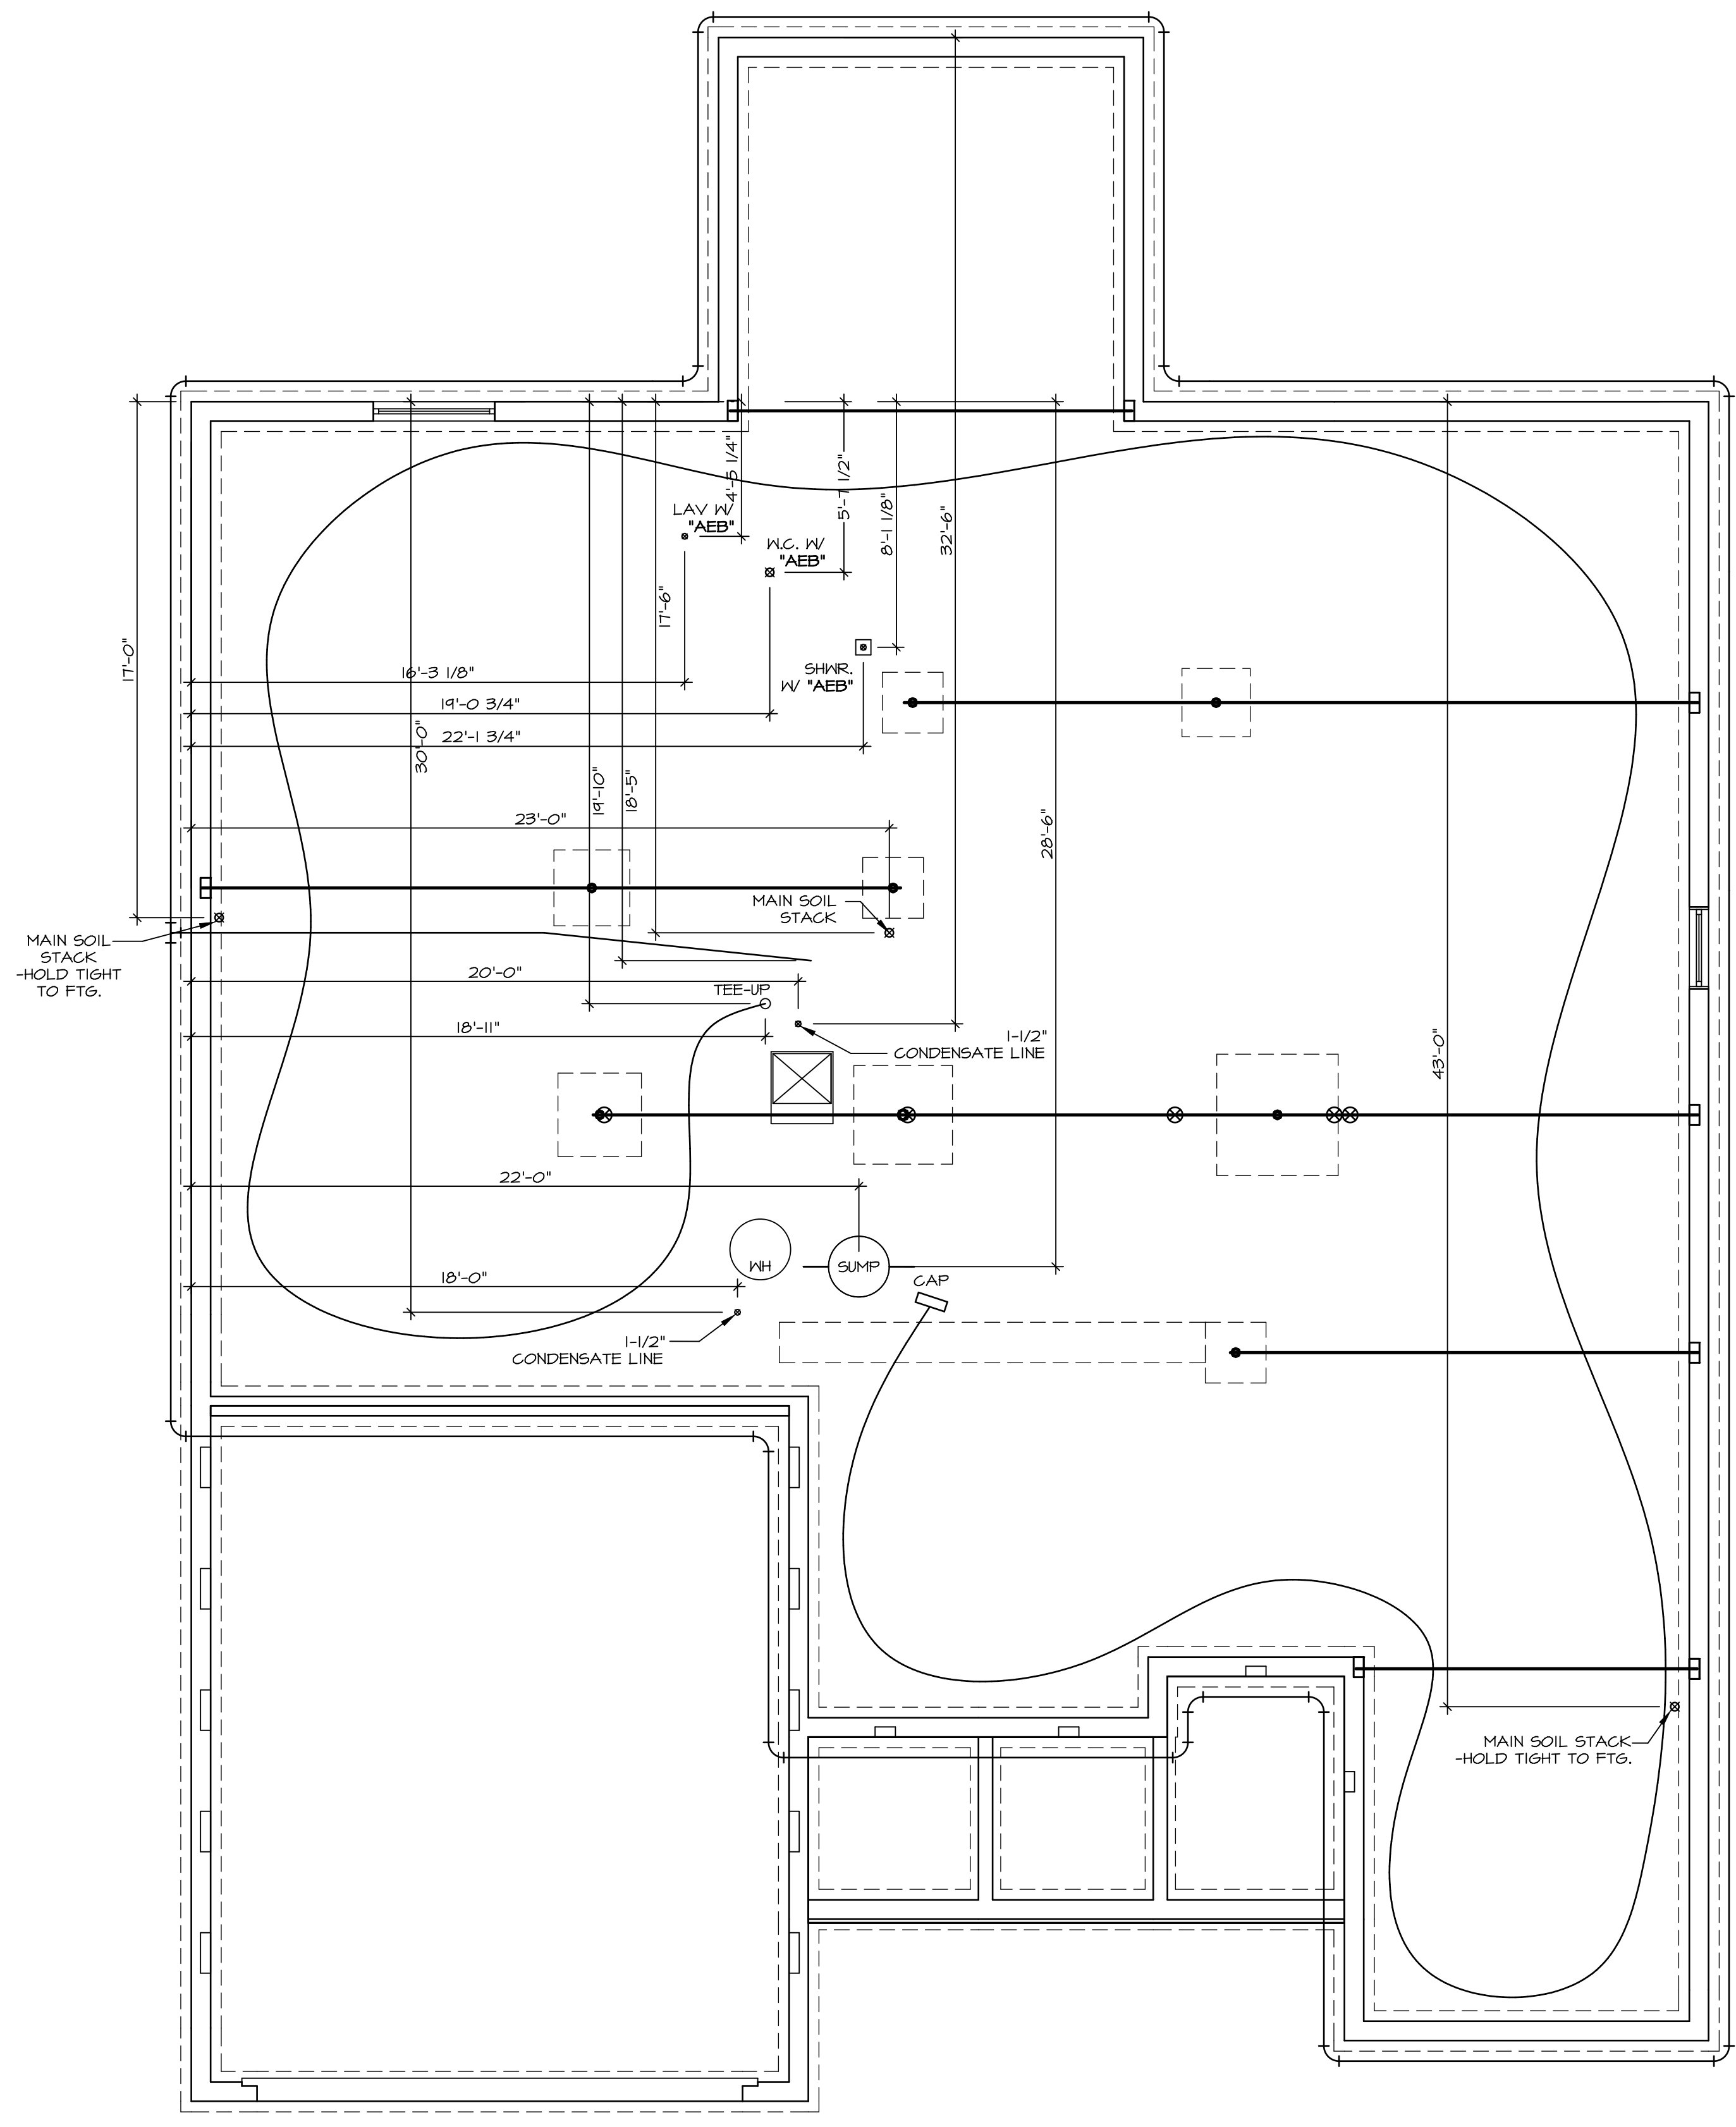 4'-5 1/4"
5'-7 1/2"
8'-1 1/8"
32'-6"
LAV W/
"AEB"
W.C. W/
"AEB"
17'-6"
17'-0"
16'-3 1/8"
SHWR.
W/ "AEB"
19'-0 3/4"
22'-1 3/4"
30'-0"
19'-10"
18'-5"
23'-0"
28'-6"
MAIN SOIL
STACK
MAIN SOIL
STACK
-HOLD TIGHT
TO FTG.
20'-0"
TEE-UP
18'-11"
1-1/2"
CONDENSATE LINE
43'-0"
22'-0"
WH
SUMP
CAP
18'-0"
1-1/2"
CONDENSATE LINE
MAIN SOIL STACK
-HOLD TIGHT TO FTG.